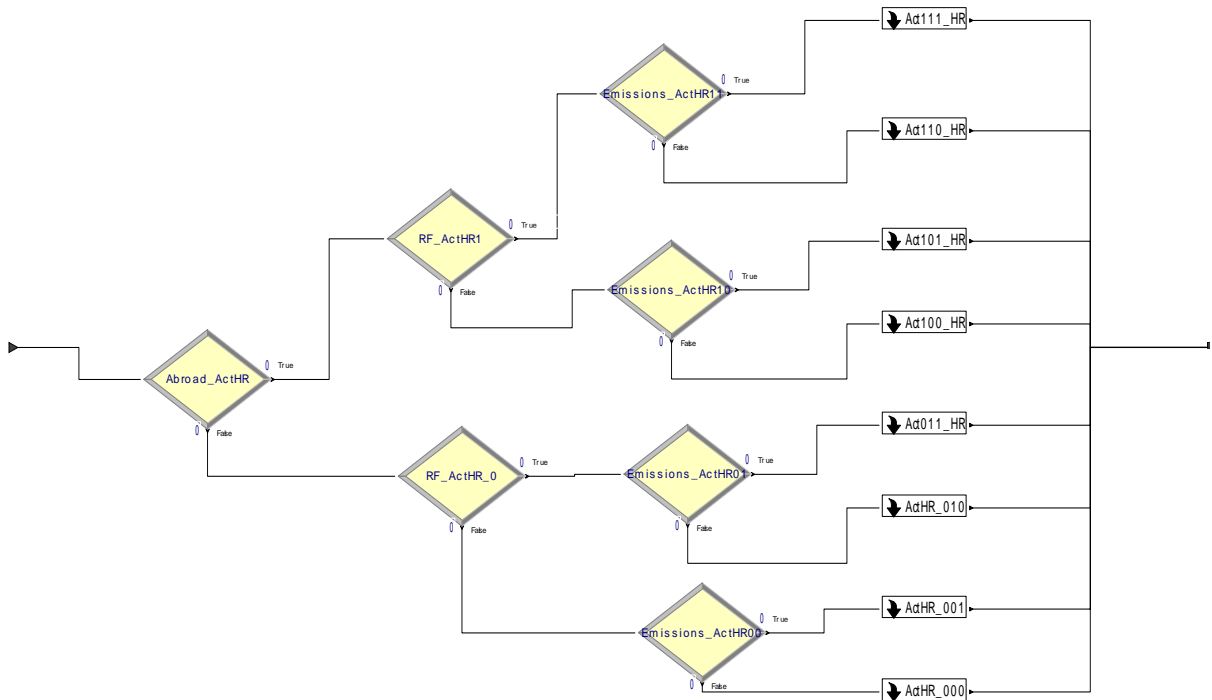 Act111_HR
0 True
Emissions_ActHR11
Act110_HR
0 False
0 True
RF_ActHR1
Act101_HR
0 True
0 False
Emissions_ActHR10
Act100_HR
0 False
0 True
Abroad_ActHR
Act011_HR
0 False
0 True
0 True
RF_ActHR_0
Emissions_ActHR01
ActHR_010
0 False
0 False
ActHR_001
0 True
Emissions_ActHR00
0 False
ActHR_000